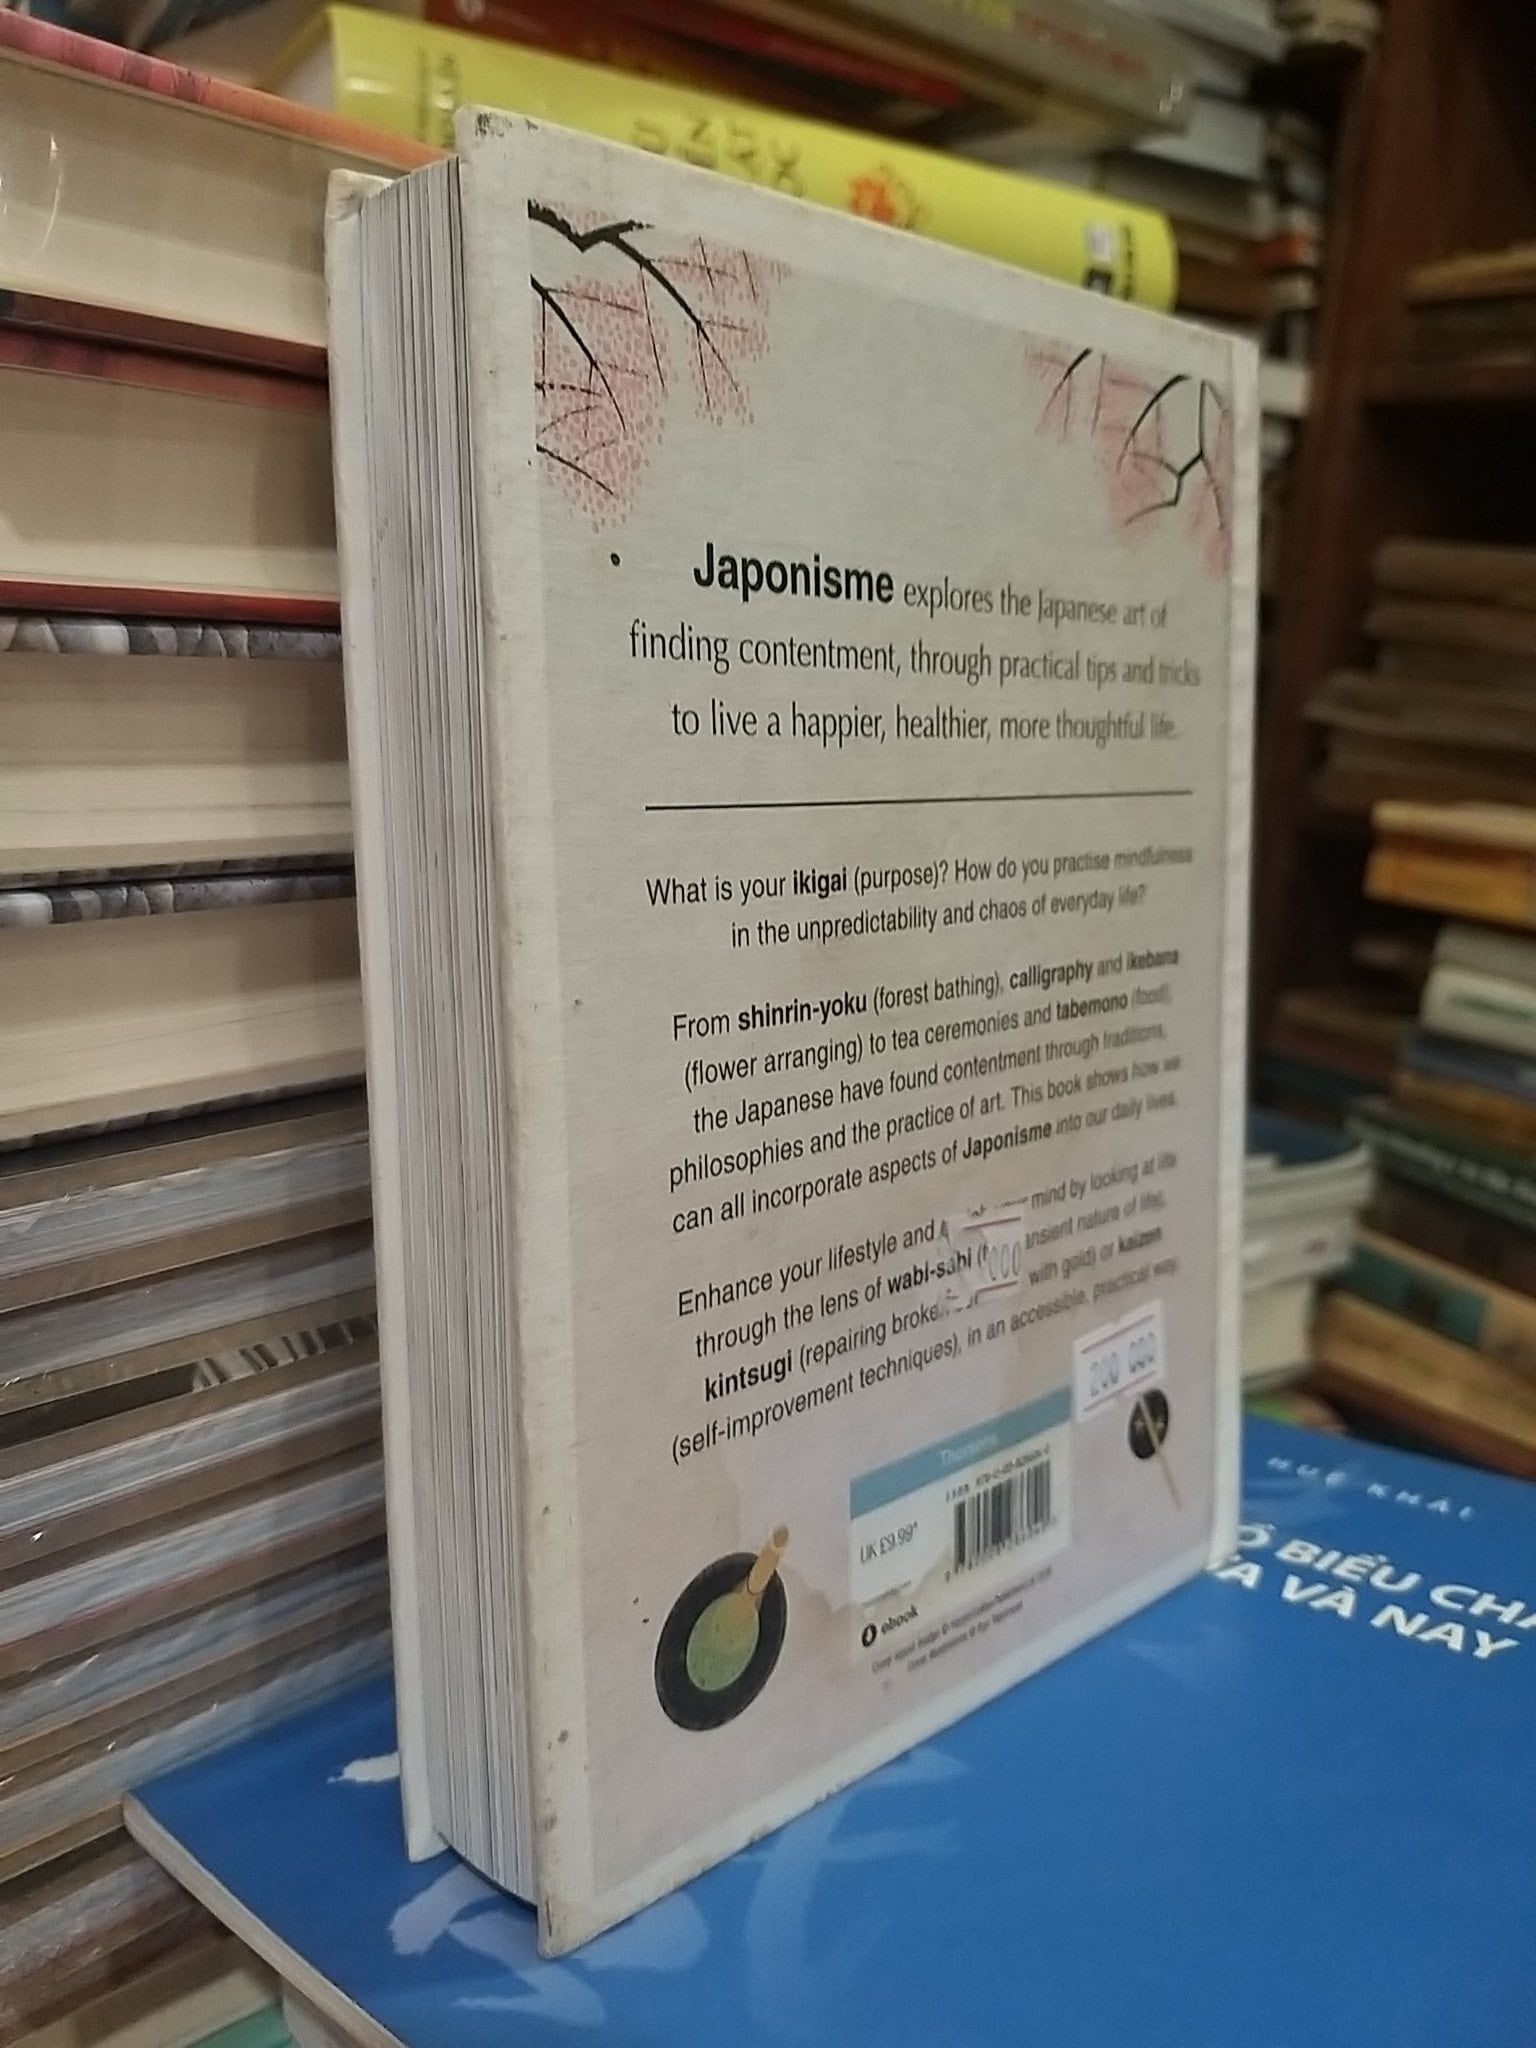 Japonisme explores the Japanese art of
finding contentment, through practical tips and tricks
to live a happier, healthier, more thoughtful life.
What is your ikigai (purpose)? How do you practise mindfulness
in the unpredictability and chaos of everyday life?
From shinrin-yoku (forest bathing), calligraphy and ikebana
(flower arranging) to tea ceremonies and tabemono (food),
the Japanese have found contentment through traditions,
philosophies and the practice of art. This book shows how we
can all incorporate aspects of Japonisme into our daily lives.
Enhance your lifestyle and mind by looking at life
through the lens of wabi-sabi ( nature of life),
kintsugi (repairing with gold) or kaizen
(self-improvement techniques), in an accessible, practical way.
000
200 000
Thorsons
UK £9.99
ebook
HUỆ KHẢI
BIỂU
VÀ NAY